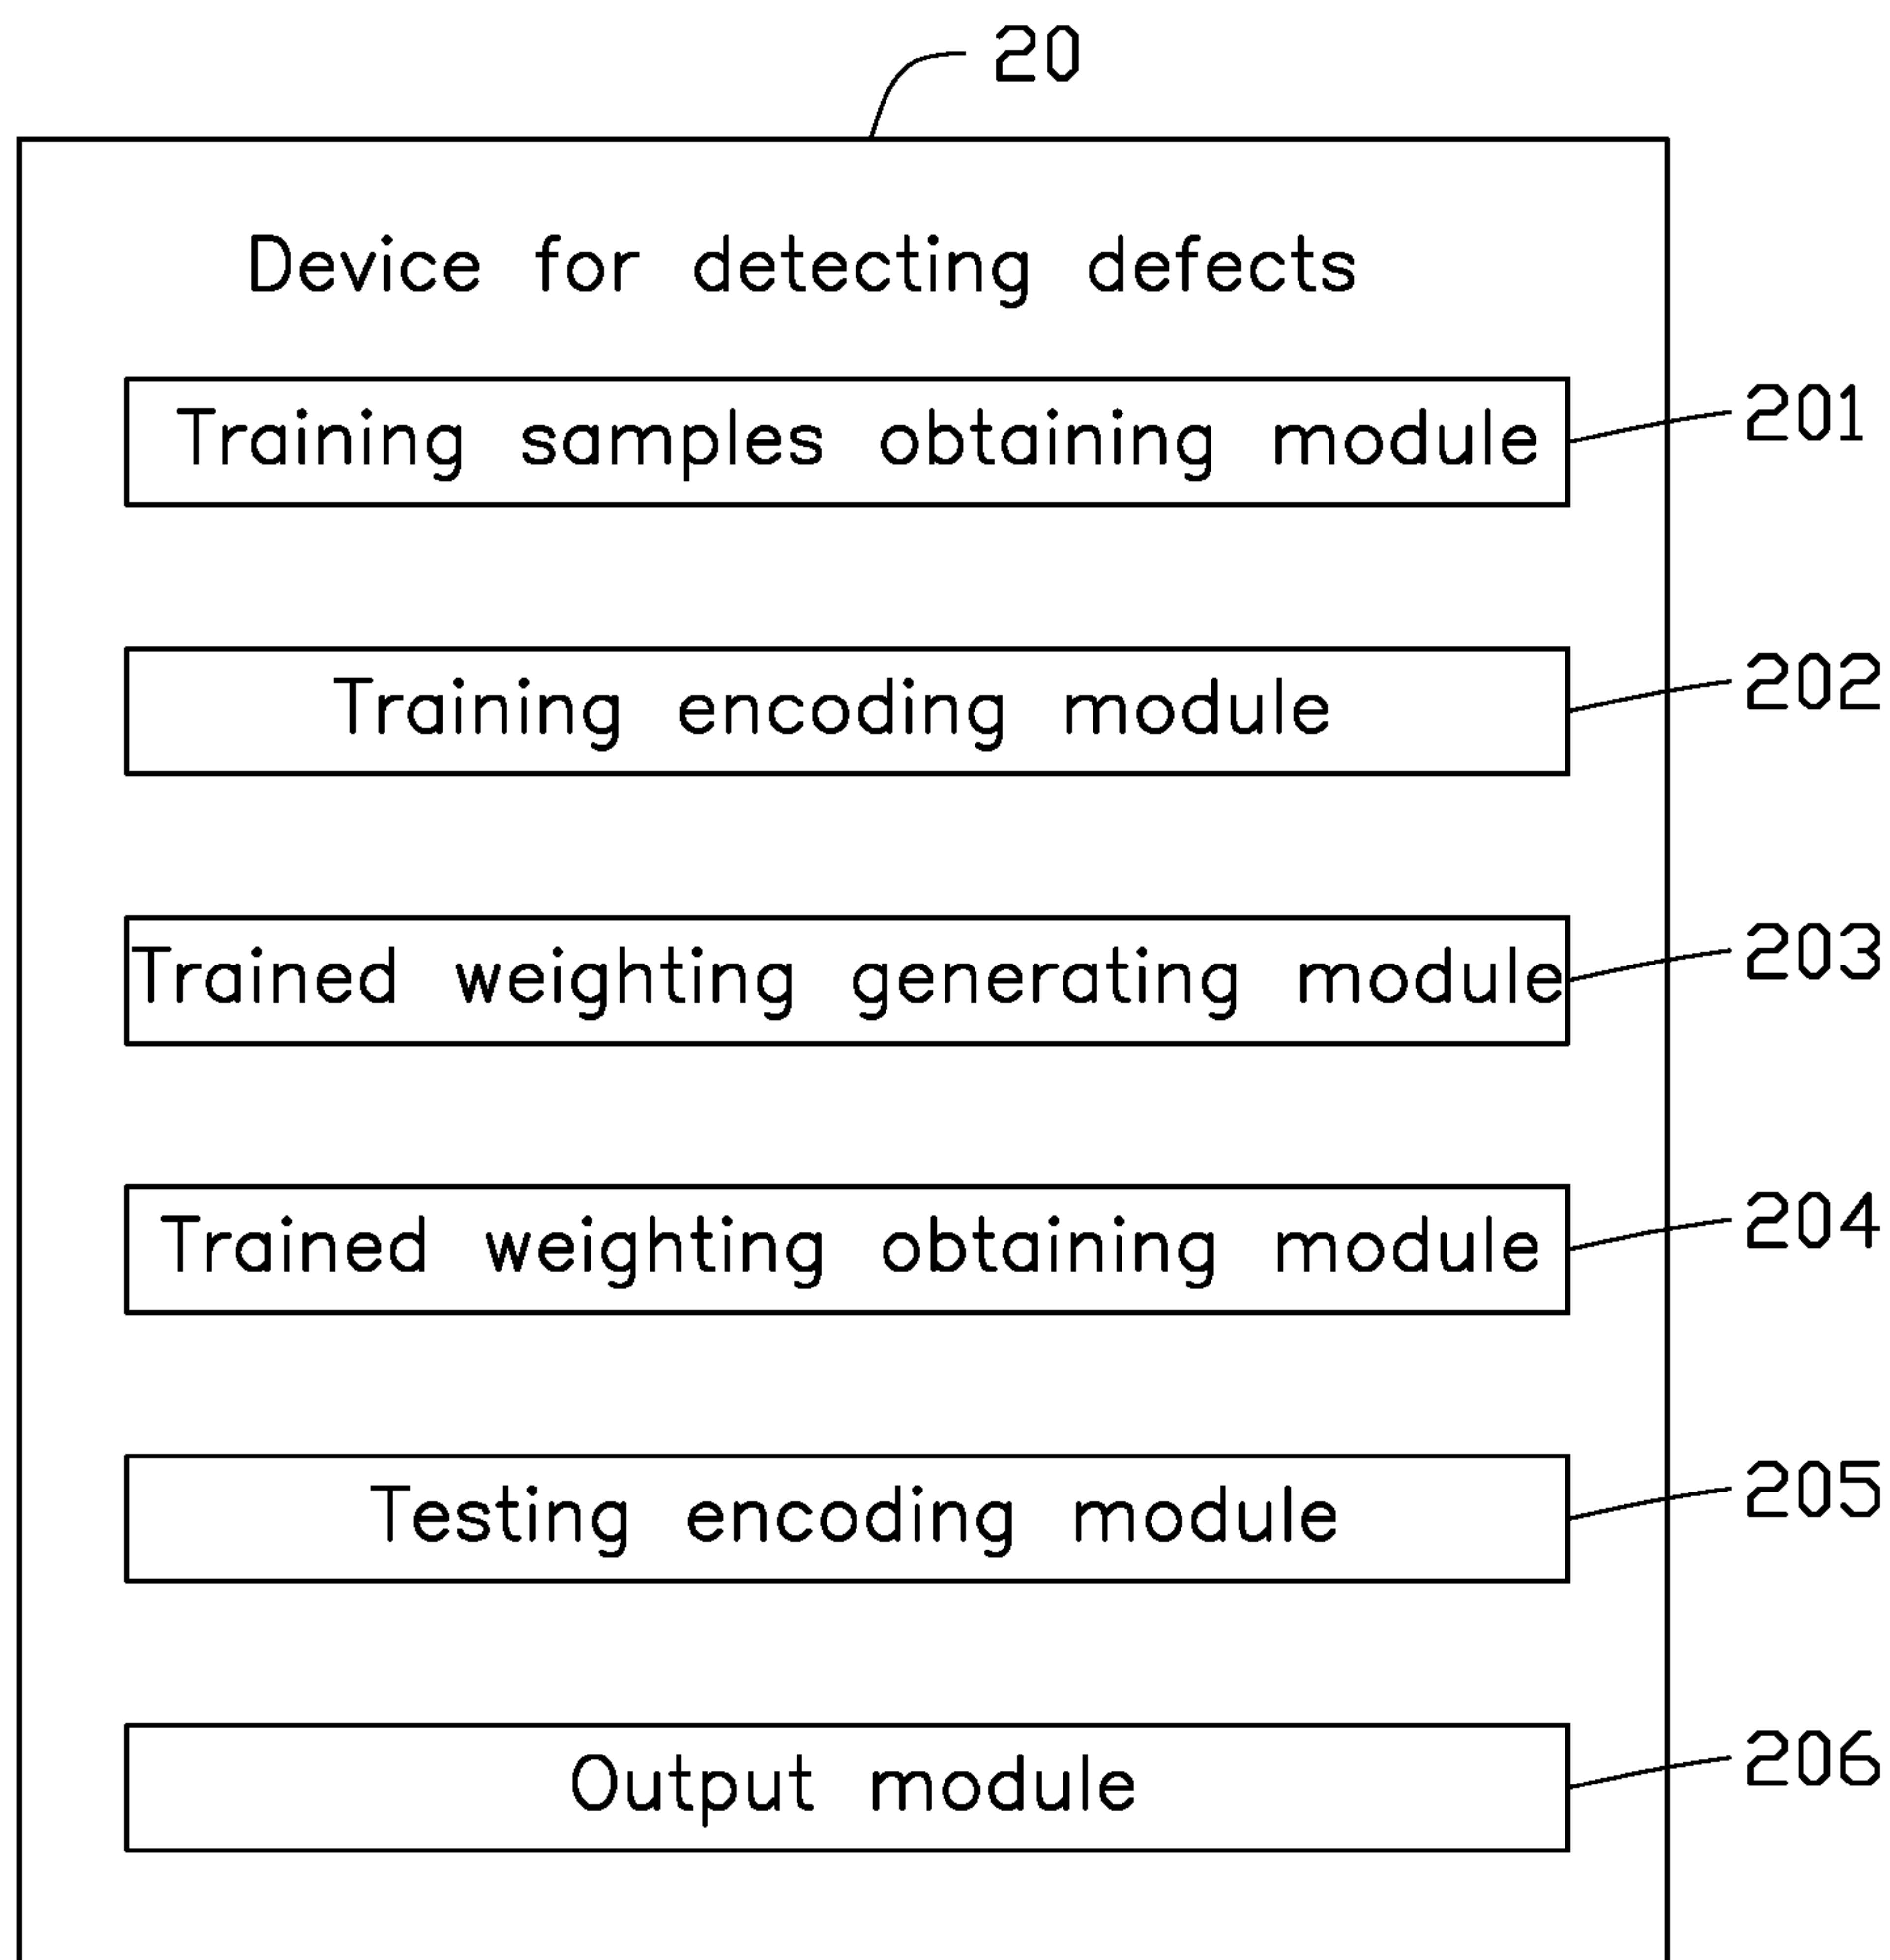 20
Device for detecting defects
Training samples obtaining module 201
Training encoding module 202
Trained weighting generating module 203
Trained weighting obtaining module 204
Testing encoding module 205
Output module 206